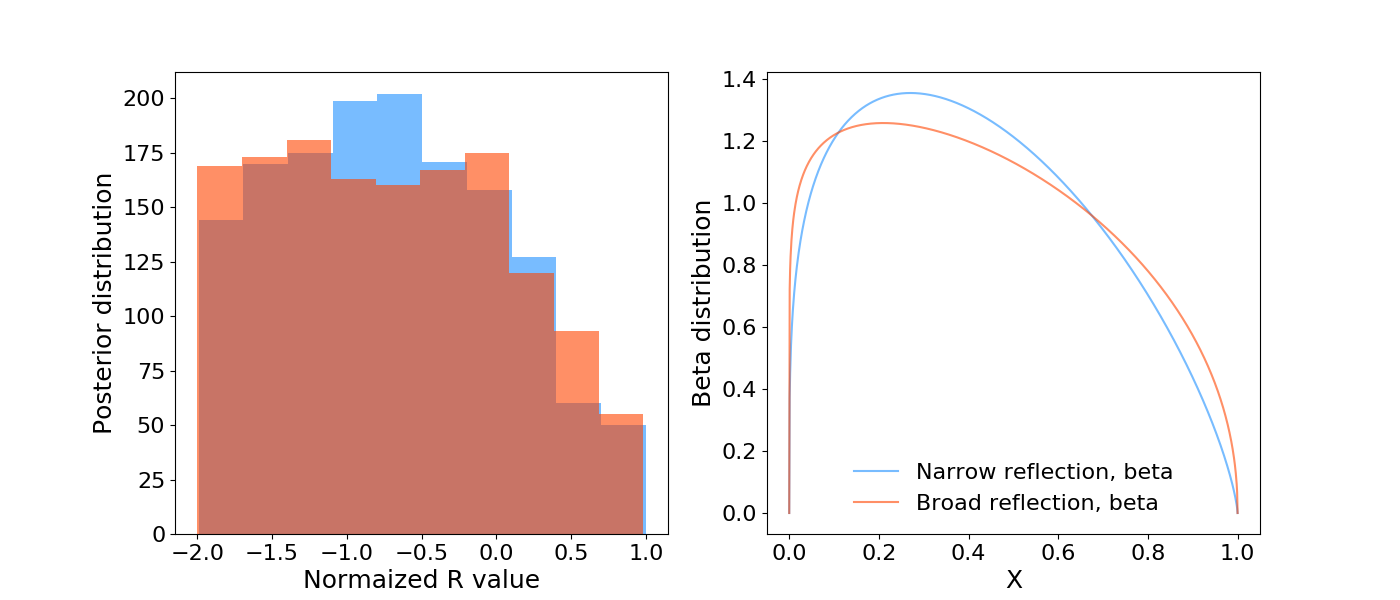 Posterior distribution
200
175
150
125
100
75
50
25
0
−2.0 −1.5 −1.0 −0.5 0.0 0.5 1.0
Normaized R value
Beta distribution
1.4
1.2
1.0
0.8
0.6
0.4
0.2
0.0
Narrow reflection, beta
Broad reflection, beta
0.0 0.2 0.4 0.6 0.8 1.0
X